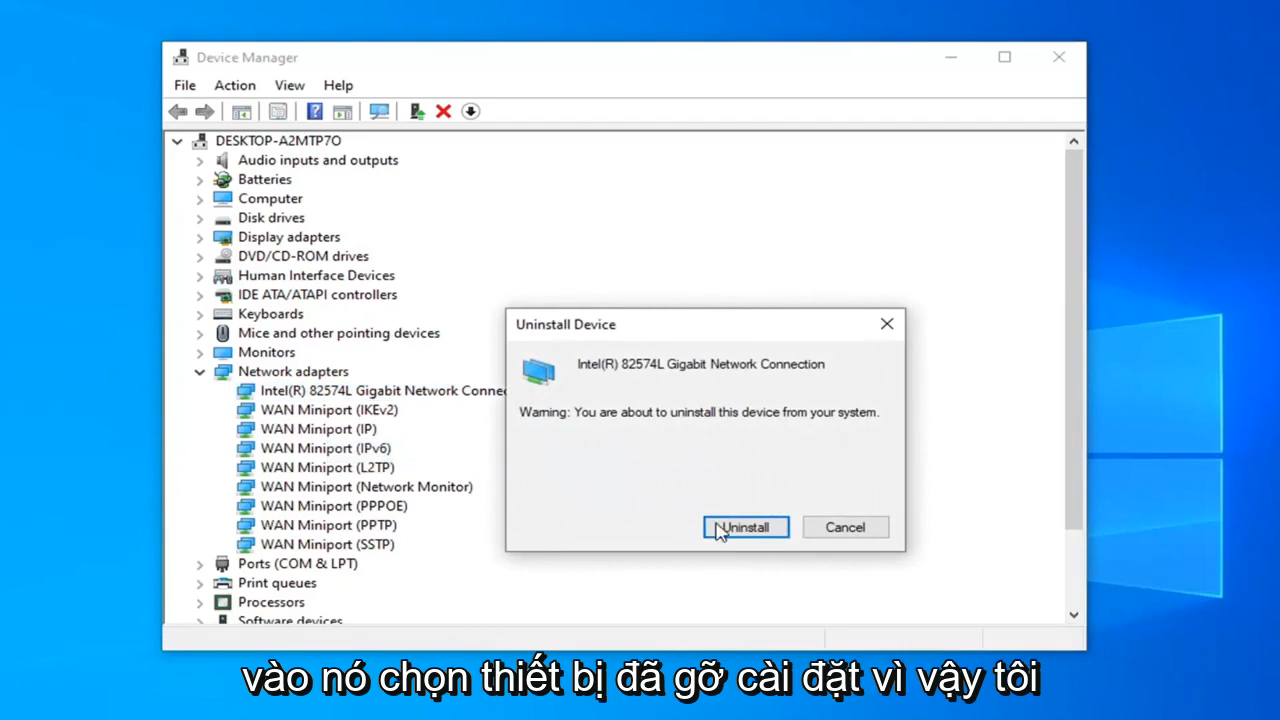 Device Manager
File Action View Help
DESKTOP-A2MTP7O
Audio inputs and outputs
Batteries
Computer
Disk drives
Display adapters
DVD/CD-ROM drives
Human Interface Devices
IDE ATA/ATAPI controllers
Keyboards
Mice and other pointing devices
Monitors
Network adapters
Intel(R) 82574L Gigabit Network Connec
WAN Miniport (IKEv2)
WAN Miniport (IP)
WAN Miniport (IPv6)
WAN Miniport (L2TP)
WAN Miniport (Network Monitor)
WAN Miniport (PPPOE)
WAN Miniport (PPTP)
WAN Miniport (SSTP)
Ports (COM & LPT)
Print queues
Processors
Software devices
Uninstall Device
Intel(R) 82574L Gigabit Network Connection
Warning: You are about to uninstall this device from your system.
Uninstall Cancel
vào nó chọn thiết bị đã gỡ cài đặt vì vậy tôi